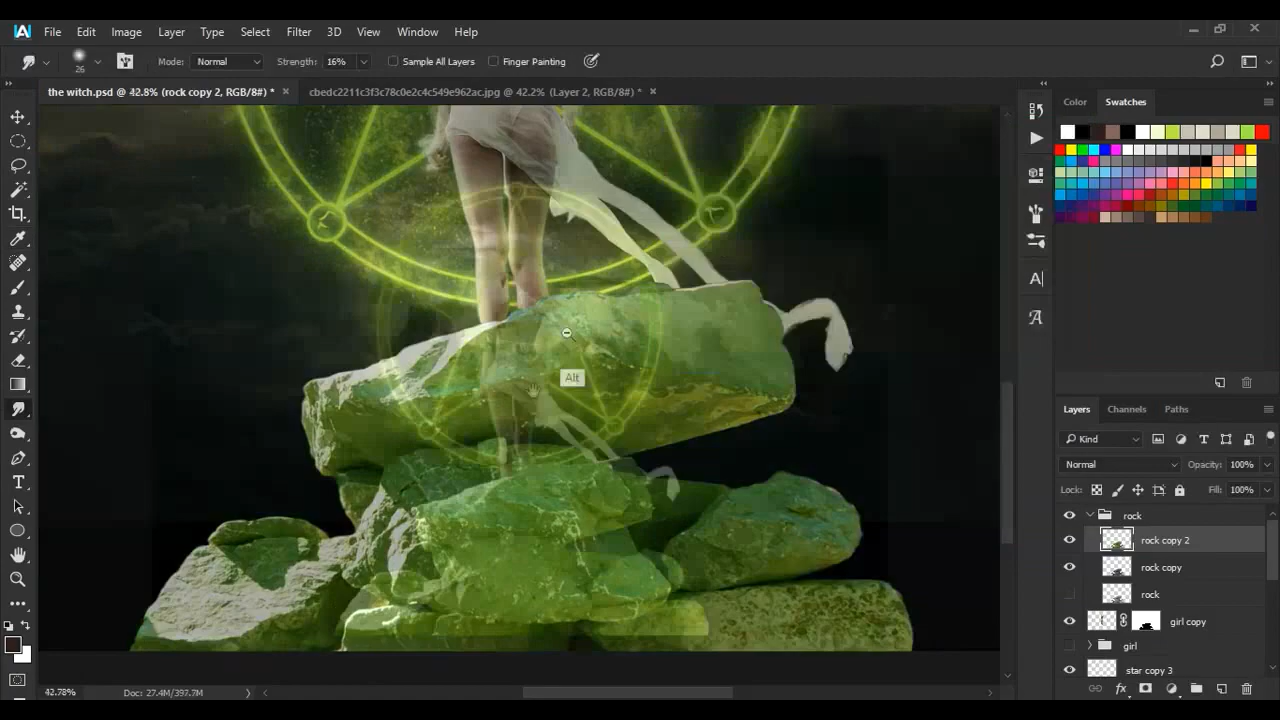 File Edit Image Layer Type Select Filter 3D View Window Help
26 Mode: Normal Strength: 16% Sample All Layers Finger Painting
the witch.psd @ 42.8% (rock copy 2, RGB/8#) * cbedc2211c3f3c78c0e2c4c549e962ac.jpg @ 42.2% (Layer 2, RGB/8#) *
Color Swatches
Alt
Layers Channels Paths
Kind
Normal Opacity: 100%
Lock: Fill: 100%
rock
rock copy 2
rock copy
rock
girl copy
girl
star copy 3
42.78% Doc: 27.4M/397.7M